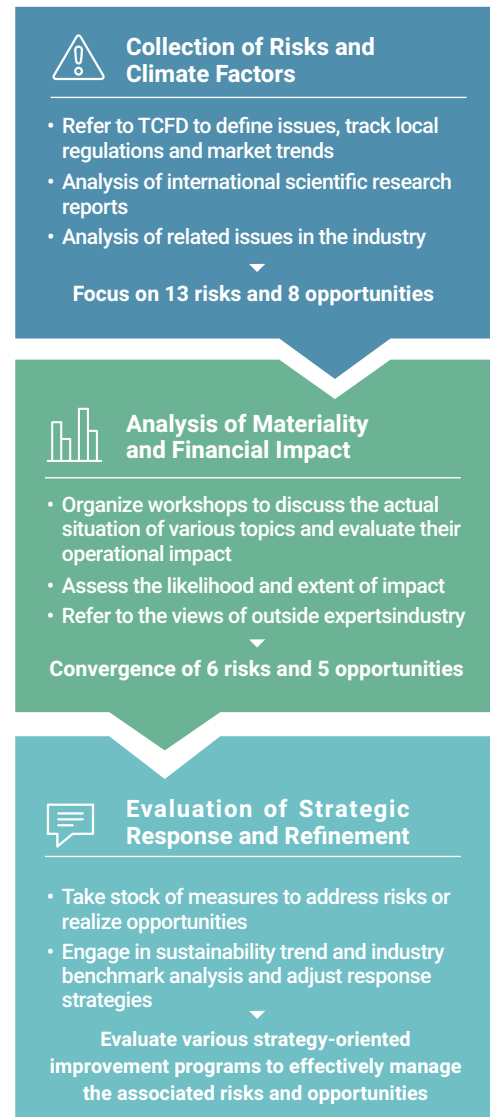 Collection of Risks and
Climate Factors
• Refer to TCFD to define issues, track local
regulations and market trends
• Analysis of international scientific research
reports
• Analysis of related issues in the industry
Focus on 13 risks and 8 opportunities
Analysis of Materiality
and Financial Impact
• Organize workshops to discuss the actual
situation of various topics and evaluate their
operational impact
• Assess the likelihood and extent of impact
• Refer to the views of outside expertsindustry
Convergence of 6 risks and 5 opportunities
Evaluation of Strategic
Response and Refinement
• Take stock of measures to address risks or
realize opportunities
• Engage in sustainability trend and industry
benchmark analysis and adjust response
strategies
Evaluate various strategy-oriented
improvement programs to effectively manage
the associated risks and opportunities